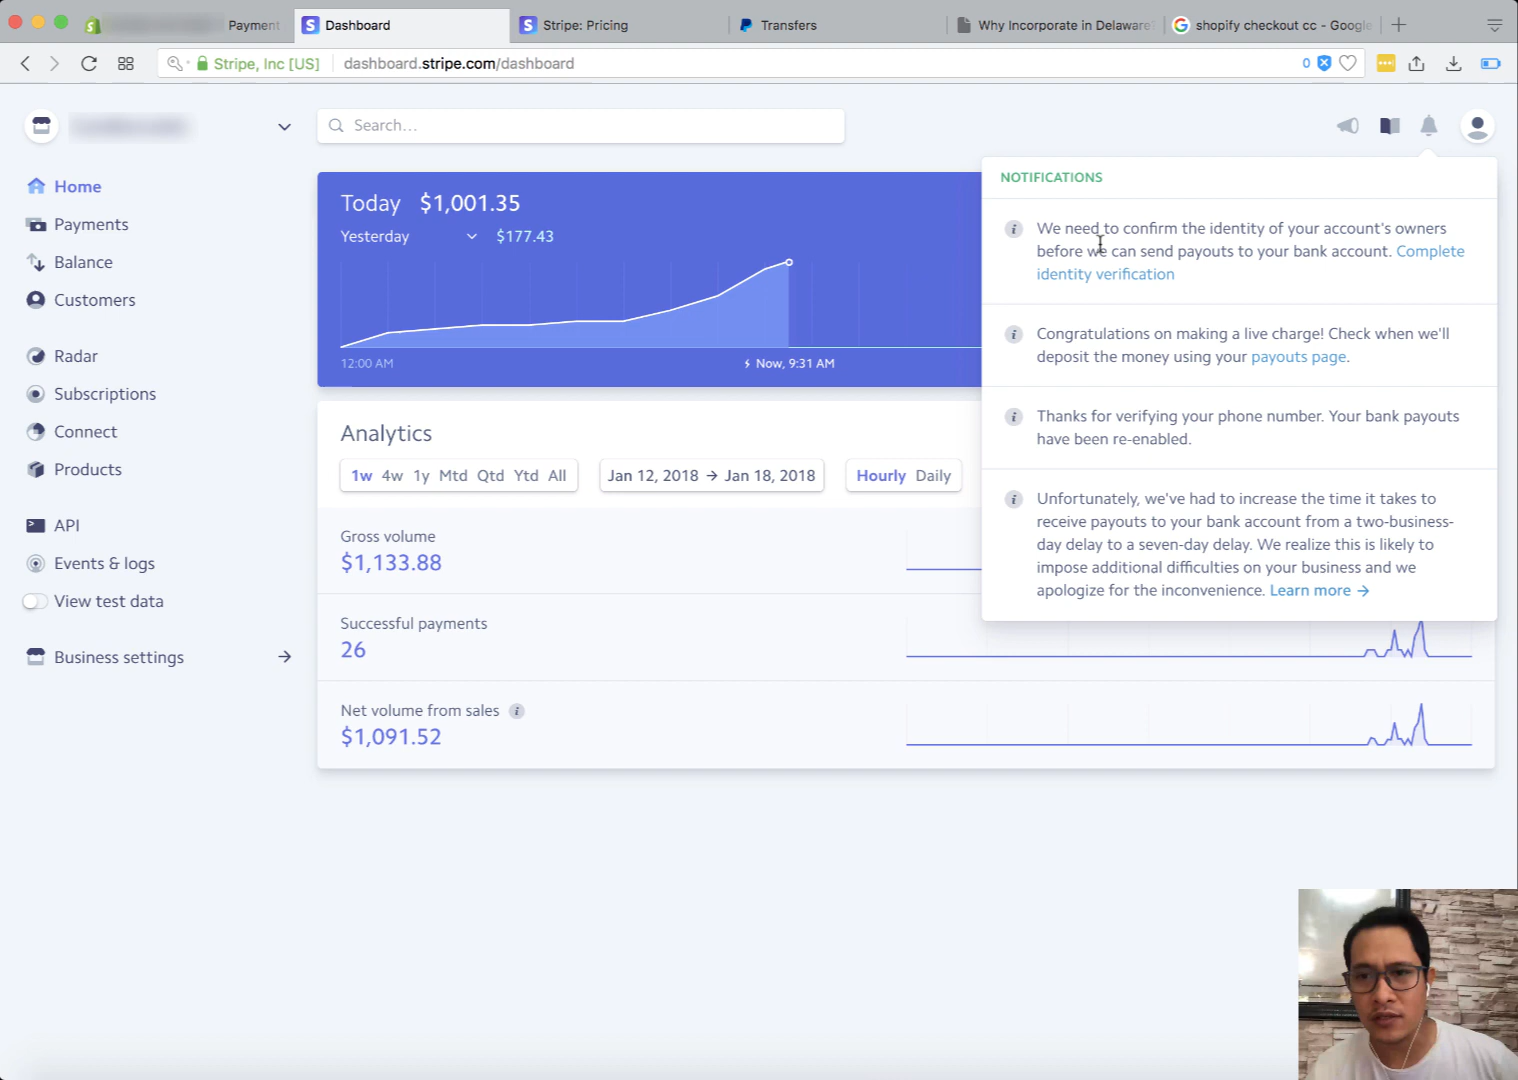 Payment
Dashboard
Stripe: Pricing
Transfers
Why Incorporate in Delaware?
shopify checkout cc - Google
Stripe, Inc [US]
dashboard.stripe.com/dashboard
0
Search...
Home
Payments
Balance
Customers
Radar
Subscriptions
Connect
Products
API
Events & logs
View test data
Business settings
Today $1,001.35
Yesterday $177.43
12:00 AM
Now, 9:31 AM
Analytics
1w 4w 1y Mtd Qtd Ytd All
Jan 12, 2018 → Jan 18, 2018
Hourly Daily
Gross volume
$1,133.88
Successful payments
26
Net volume from sales
$1,091.52
NOTIFICATIONS
We need to confirm the identity of your account's owners
before we can send payouts to your bank account. Complete
identity verification
Congratulations on making a live charge! Check when we'll
deposit the money using your payouts page.
Thanks for verifying your phone number. Your bank payouts
have been re-enabled.
Unfortunately, we've had to increase the time it takes to
receive payouts to your bank account from a two-business-
day delay to a seven-day delay. We realize this is likely to
impose additional difficulties on your business and we
apologize for the inconvenience. Learn more →